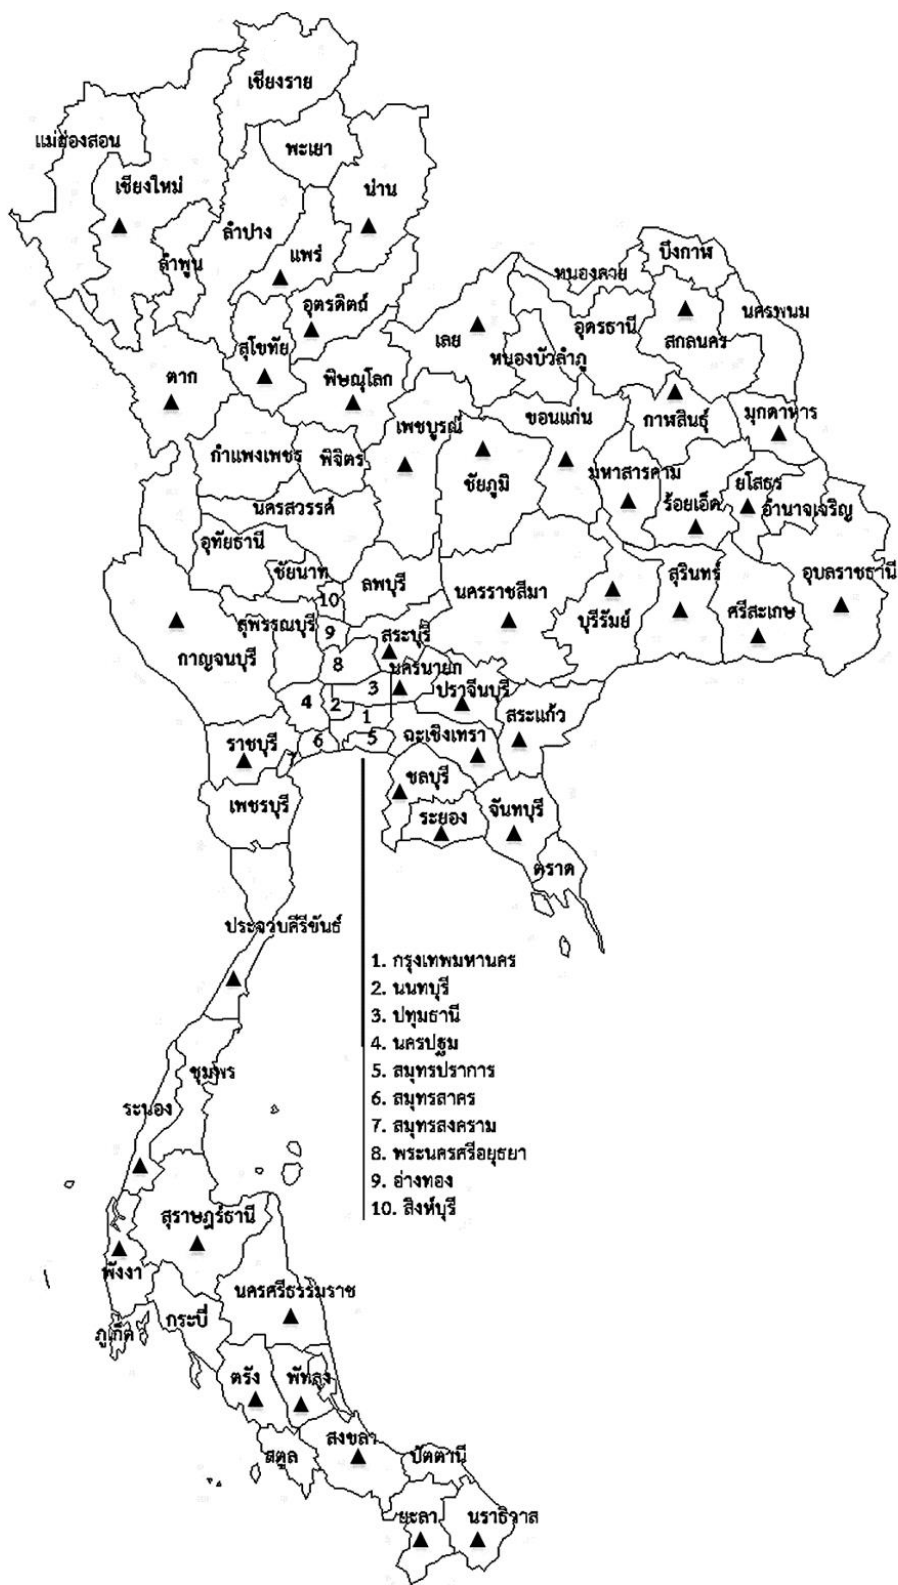 เชียงราย
แม่ฮ่องสอน
พะเยา
เชียงใหม่
น่าน
ลำปาง
แพร่
ลำพูน
บึงกาฬ
หนองคาย
อุตรดิตถ์
นครพนม
อุดรธานี
สกลนคร
เลย
สุโขทัย
หนองบัวลำภู
ตาก
พิษณุโลก
ขอนแก่น
กาฬสินธุ์
มุกดาหาร
เพชบูรณ์
กำแพงเพชร
พิจิตร
ชัยภูมิ
มหาสารคาม
ยโสธร
ร้อยเอ็ด
อำนาจเจริญ
นครสวรรค์
อุทัยธานี
ชัยนาท
ลพบุรี
นครราชสีมา
สุรินทร์
อุบลราชธานี
บุรีรัมย์
ศรีสะเกษ
10
สุพรรณบุรี
9
สระบุรี
กาญจนบุรี
8
นครนายก
3
ปราจีนบุรี
4
2
1
สระแก้ว
ราชบุรี
6
5
ฉะเชิงเทรา
7
ชลบุรี
เพชรบุรี
ระยอง
จันทบุรี
ตราด
ประจวบคีรีขันธ์
1. กรุงเทพมหานคร
2. นนทบุรี
3. ปทุมธานี
4. นครปฐม
5. สมุทรปราการ
6. สมุทรสาคร
7. สมุทรสงคราม
8. พระนครศรีอยุธยา
9. อ่างทอง
10. สิงห์บุรี
ชุมพร
ระนอง
สุราษฎร์ธานี
พังงา
นครศรีธรรมราช
กระบี่
ภูเก็ต
ตรัง
พัทลุง
สงขลา
สตูล
ปัตตานี
ยะลา
นราธิวาส